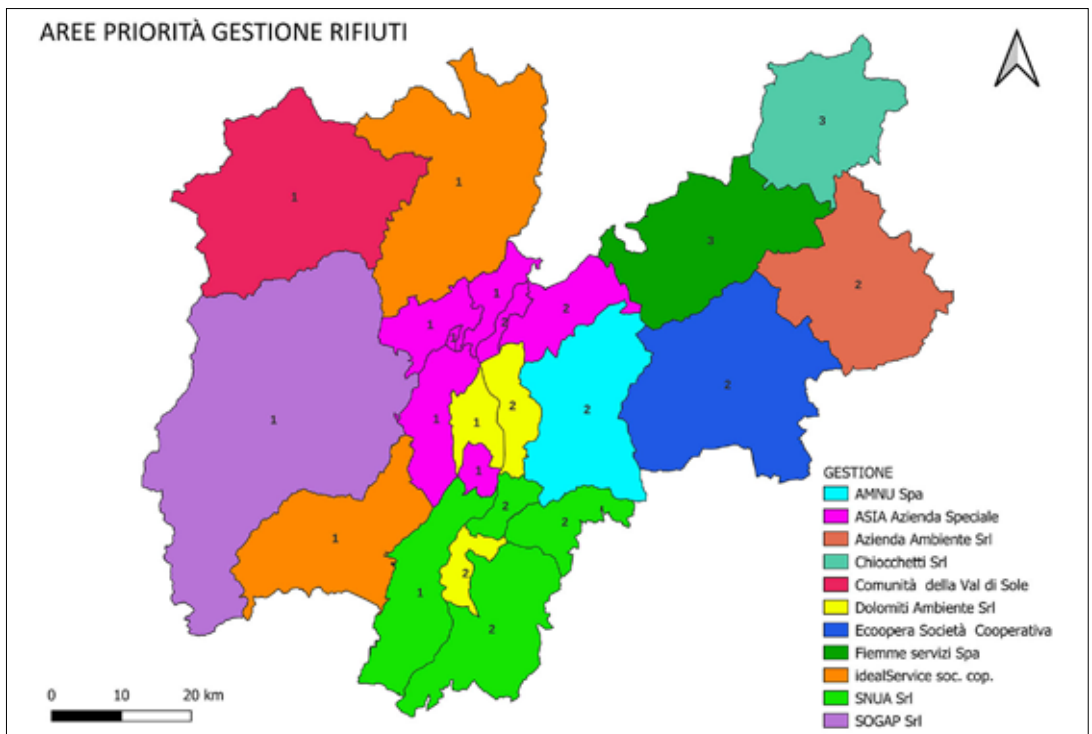 AREE PRIORITÀ GESTIONE RIFIUTI
3
1
1
3
2
1
2
1
2
1
2
1
2
2
1
1
1
2
2
1
2
1
2
GESTIONE
AMNU Spa
ASIA Azienda Speciale
Azienda Ambiente Srl
Chiocchetti Srl
Comunità della Val di Sole
Dolomiti Ambiente Srl
Ecoopera Società Cooperativa
Fiemme servizi Spa
idealService soc. cop.
SNUA Srl
SOGAP Srl
0 10 20 km